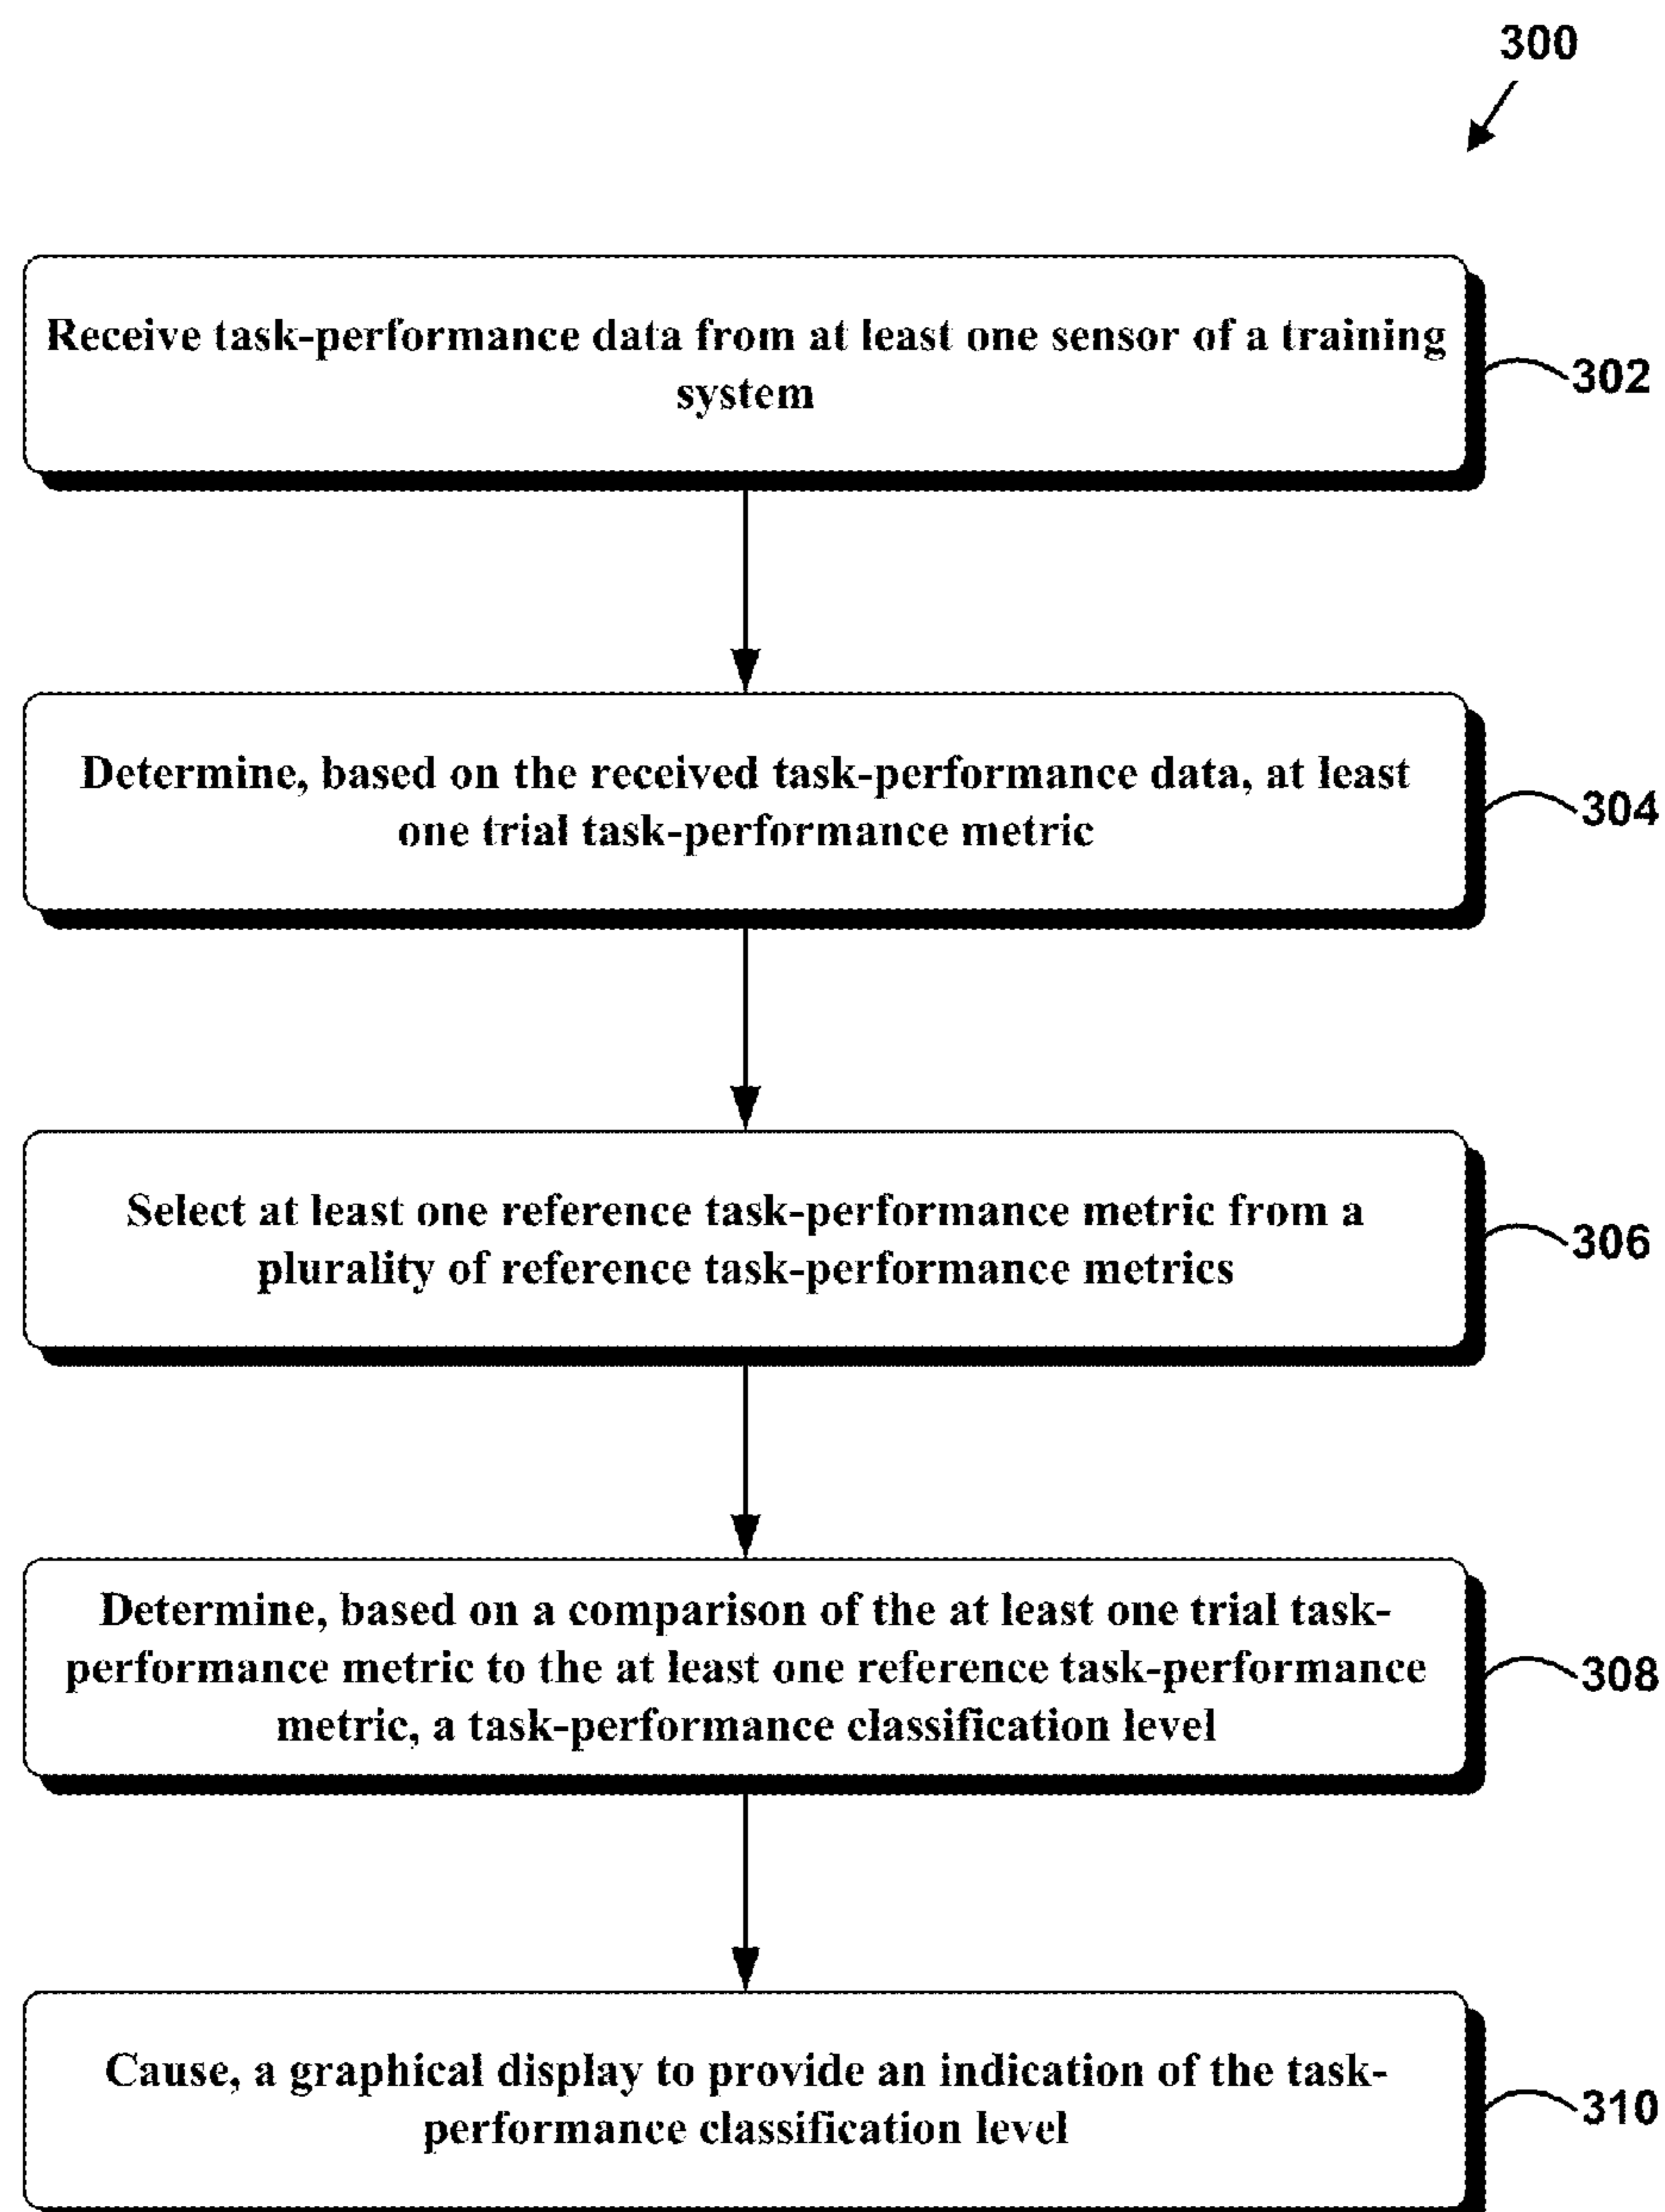 300
Receive task-performance data from at least one sensor of a training
system
302
Determine, based on the received task-performance data, at least
one trial task-performance metric
304
Select at least one reference task-performance metric from a
plurality of reference task-performance metrics
306
Determine, based on a comparison of the at least one trial task-
performance metric to the at least one reference task-performance
metric, a task-performance classification level
308
Cause, a graphical display to provide an indication of the task-
performance classification level
310